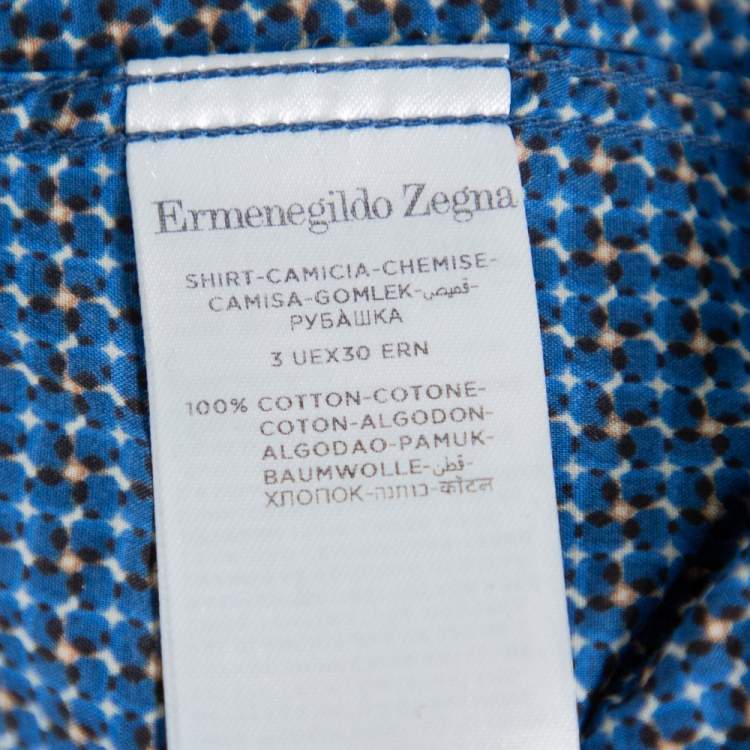 Ermenegildo Zegna
SHIRT-CAMICIA-CHEMISE-
CAMISA-GOMLEK-قميص-
РУБАШКА
3 UEX30 ERN
100% COTTON-COTONE-
COTON-ALGODON-
ALGODAO-PAMUK-
BAUMWOLLE-قطن-
ХЛОПОК-כותנה-कॉटन